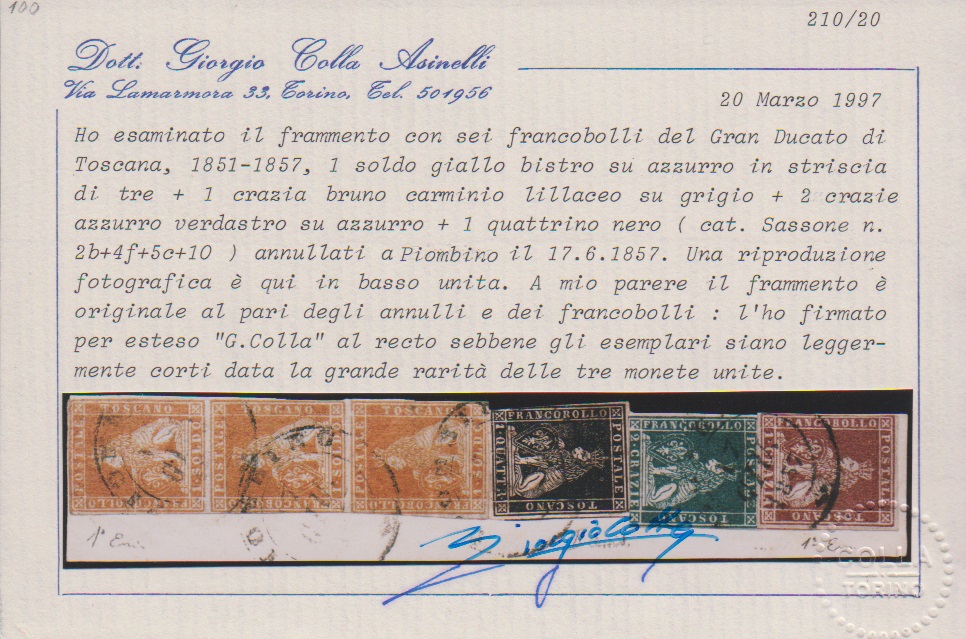 100
210/20
Dott. Giorgio Colla Asinelli
Via Lamarmora 33, Torino, Tel. 501956
20 Marzo 1997
Ho esaminato il frammento con sei francobolli del Gran Ducato di
Toscana, 1851-1857, 1 soldo giallo bistro su azzurro in striscia
di tre + 1 crazia bruno carminio lillaceo su grigio + 2 crazie
azzurro verdastro su azzurro + 1 quattrino nero ( cat. Sassone n.
2b+4f+5c+10 ) annullati a Piombino il 17.6.1857. Una riproduzione
fotografica è qui in basso unita. A mio parere il frammento è
originale al pari degli annulli e dei francobolli : l'ho firmato
per esteso "G.Colla" al recto sebbene gli esemplari siano legger-
mente corti data la grande rarità delle tre monete unite.
TOSCANO
POSTALE
TOSCANO
TOSCANO
POSTALE
FRANCOBOLLO
POSTALE
TOSCANO
QUATTR
FRANCOBOLLO
2.CRAZIE
TOSCANO
FRANCOBOLLO
POSTALE
TOSCANO
Giorgio Colla
COLLA
TORINO